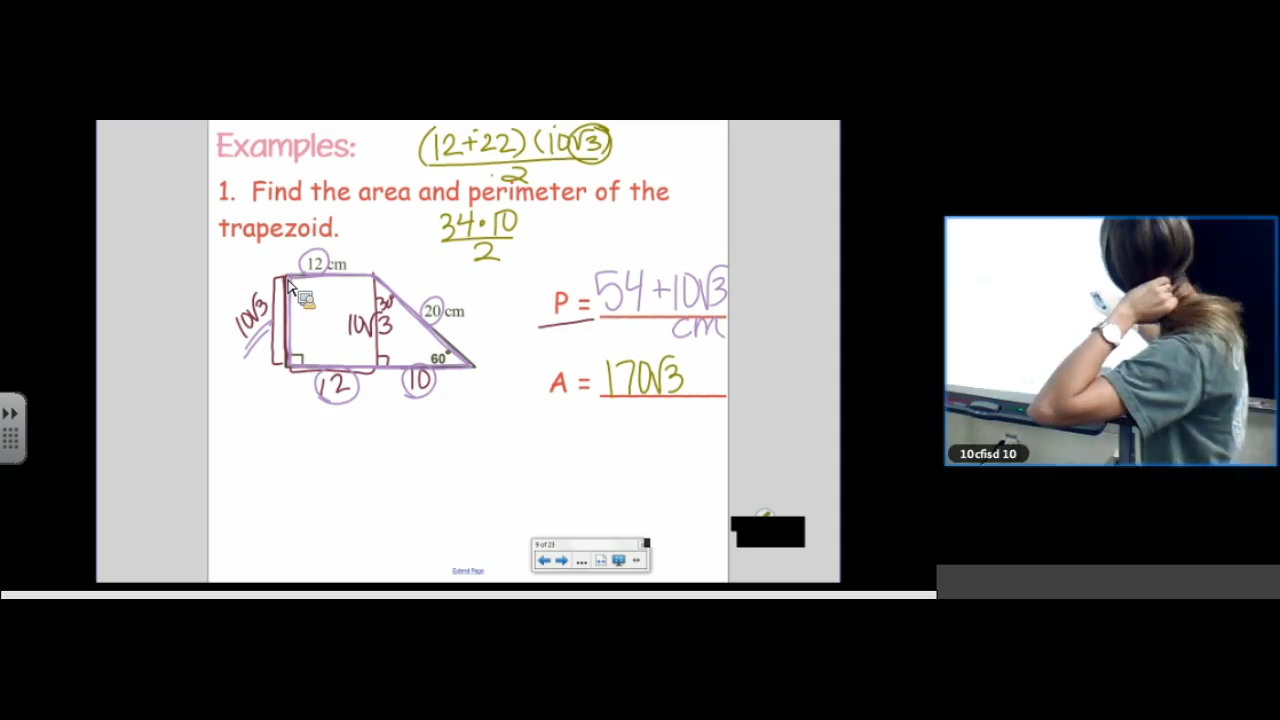 Examples:
(12+22)(10√3)
2
1. Find the area and perimeter of the
trapezoid.
34·10
2
12 cm
10√3
30°
10√3
20 cm
60°
12
10
P = 54+10√3
cm
A = 170√3
9 of 23
Extend Page
10cfisd 10